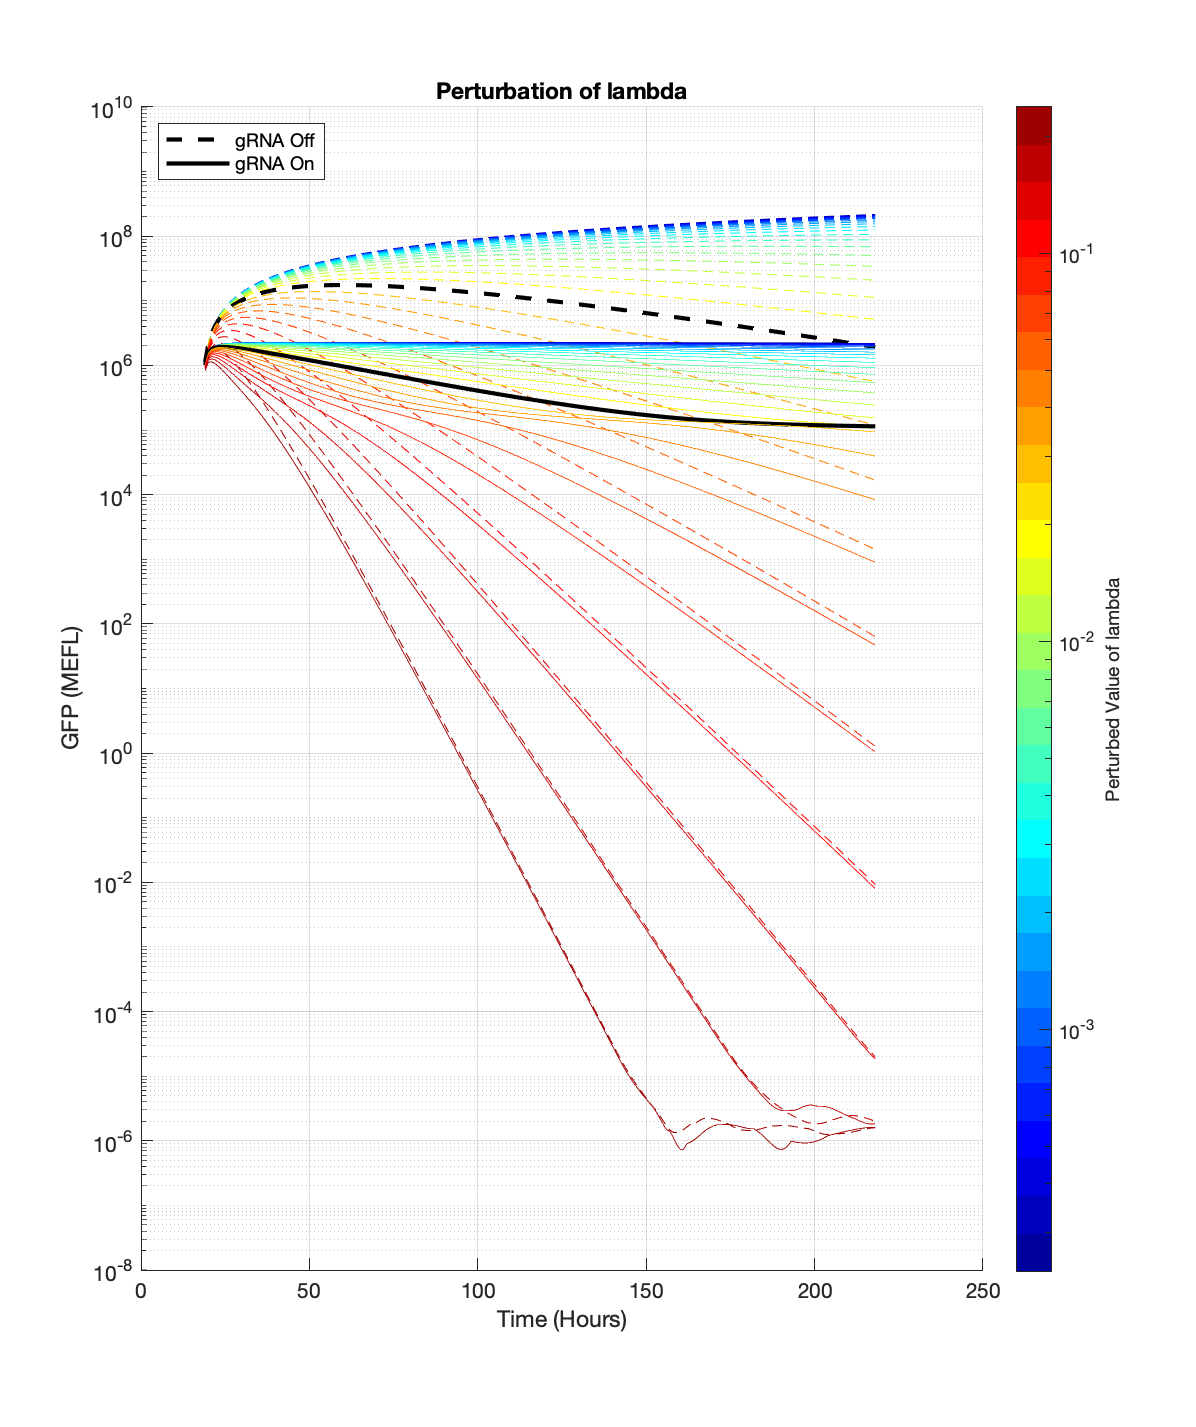 Perturbation of lambda
gRNA Off
gRNA On
10^10
10^8
10^6
10^4
10^2
10^0
10^-2
10^-4
10^-6
10^-8
GFP (MEFL)
0 50 100 150 200 250
Time (Hours)
10^-1
10^-2
10^-3
Perturbed Value of lambda